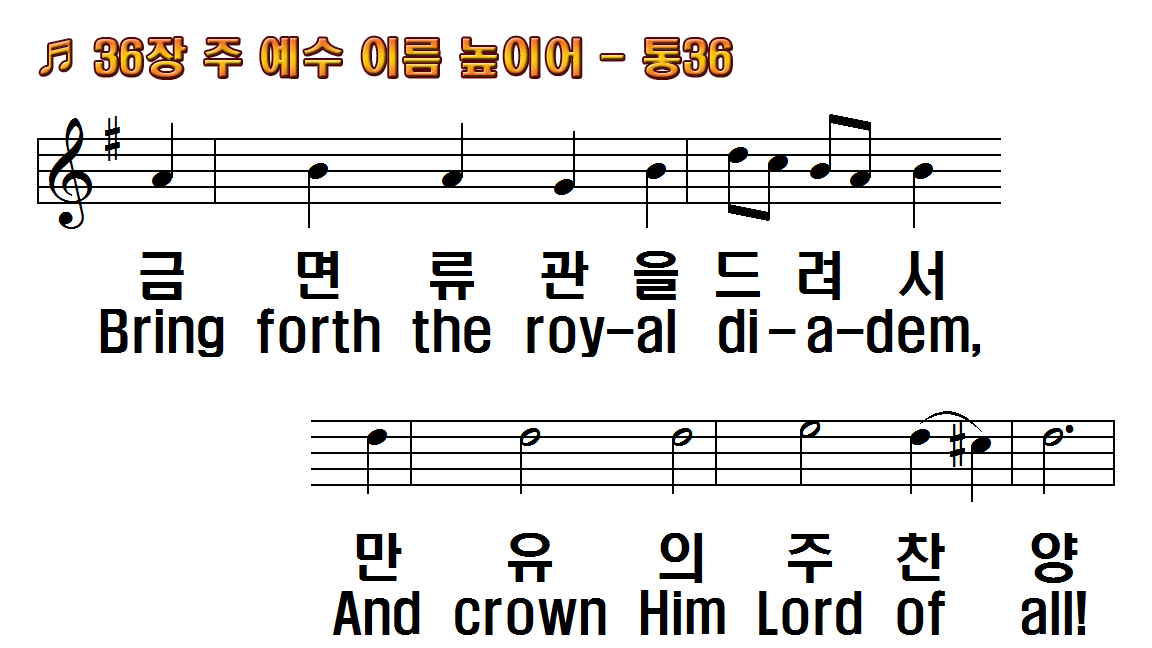 ♬ 36장 주 예수 이름 높이어 - 통36
금 면 류 관 을 드 려 서
Bring forth the roy-al di-a-dem,
만 유 의 주 찬 양
And crown Him Lord of all!